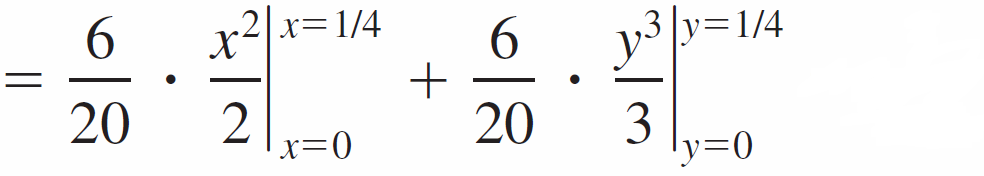 = 6/20 · x²/2 |_{x=0}^{x=1/4} + 6/20 · y³/3 |_{y=0}^{y=1/4}